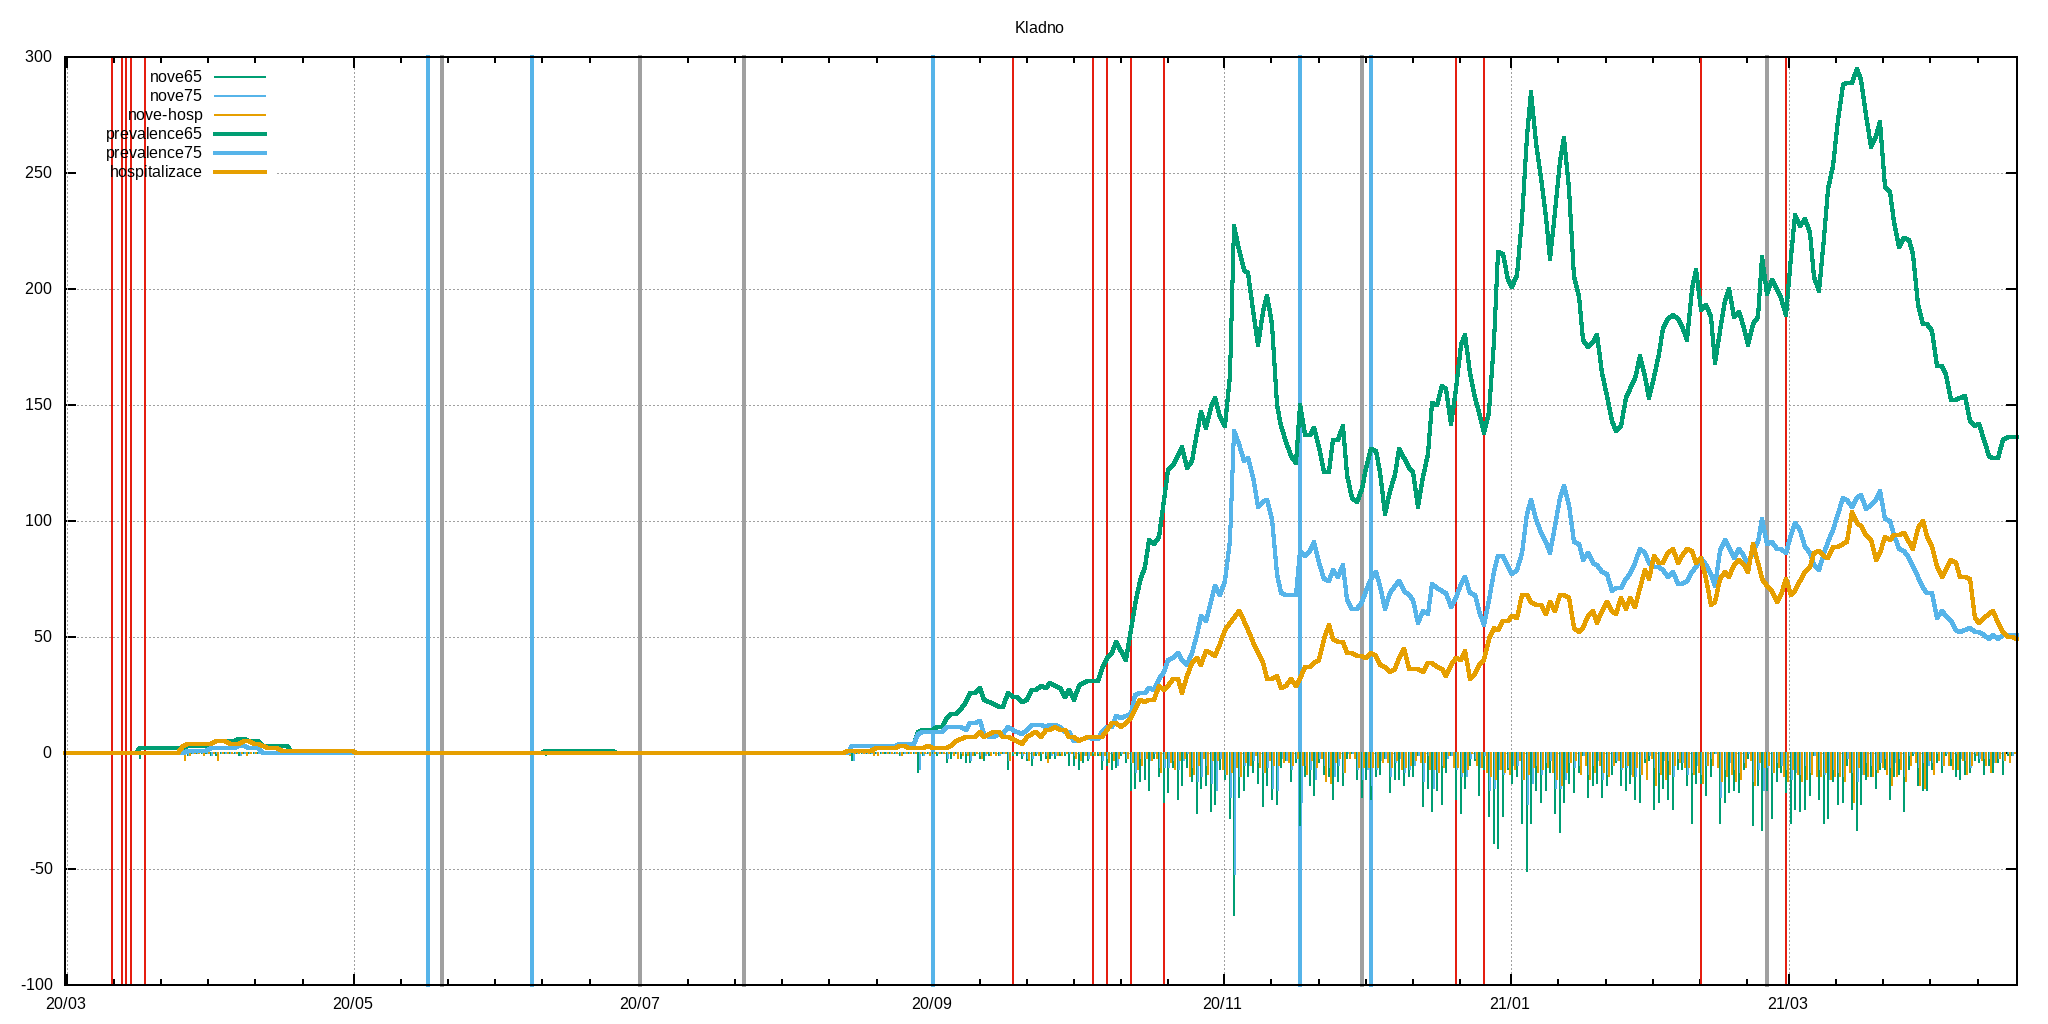 Kladno
300
nove65
nove75
nove-hosp
prevalence65
prevalence75
hospitalizace
250
200
150
100
50
0
-50
-100
20/03 20/05 20/07 20/09 20/11 21/01 21/03